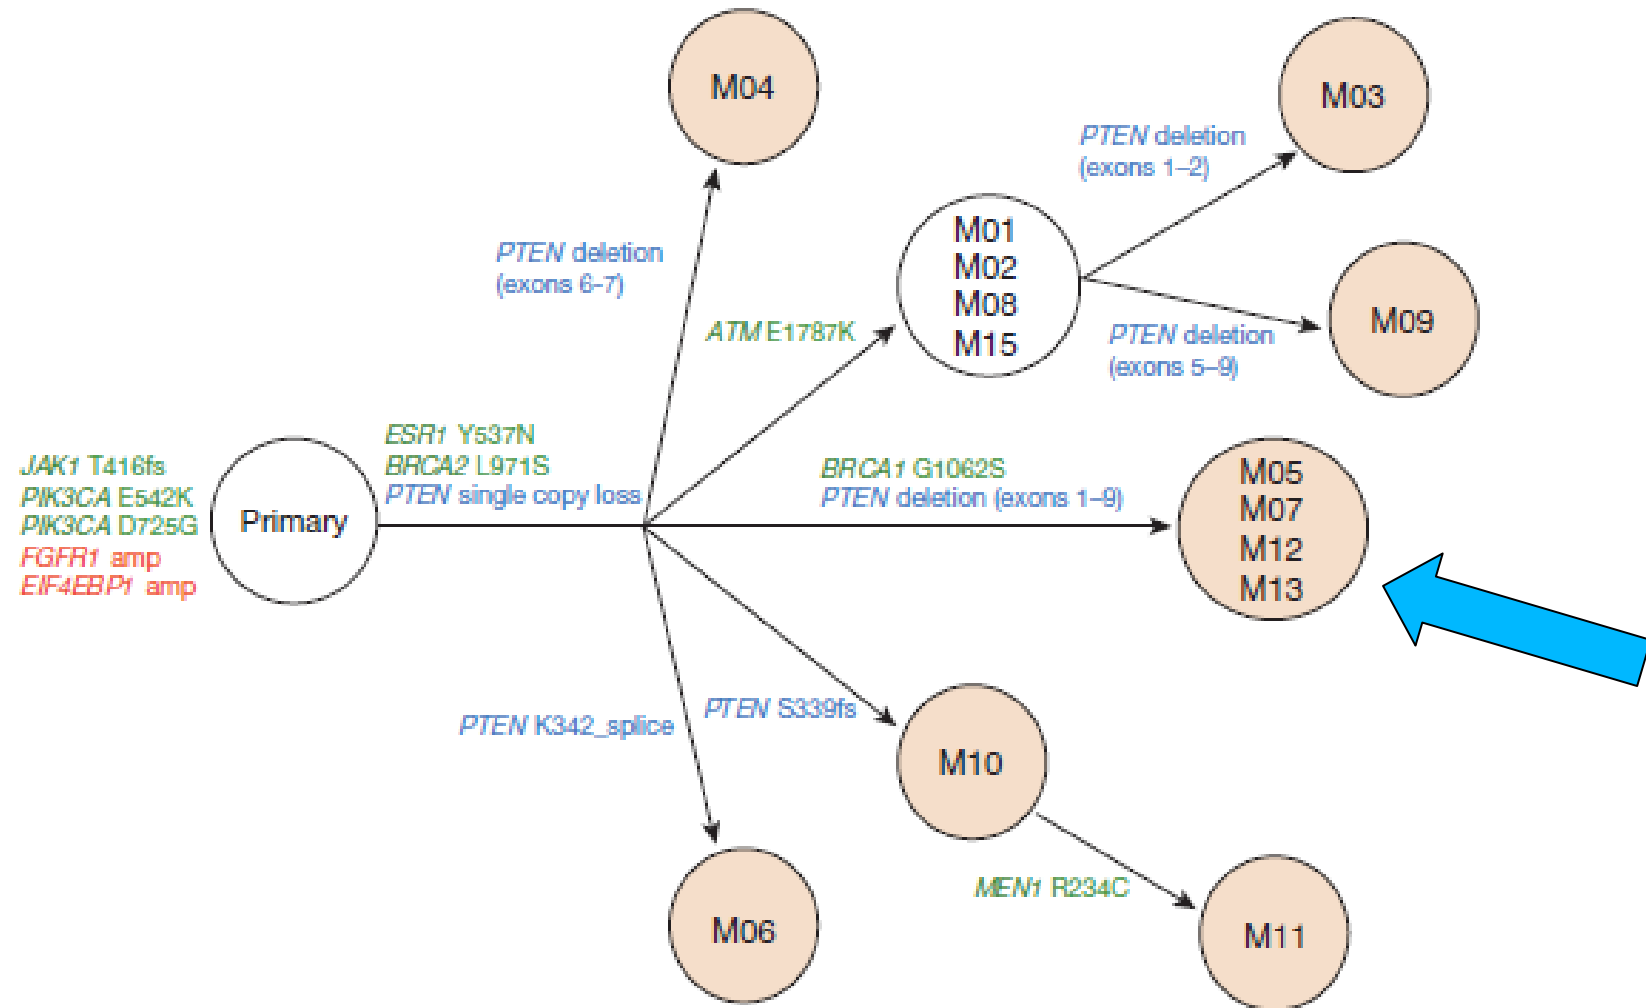 M04
M03
PTEN deletion
(exons 1–2)
M01
M02
M08
M15
PTEN deletion
(exons 6-7)
ATM E1787K
M09
PTEN deletion
(exons 5–9)
JAK1 T416fs
PIK3CA E542K
PIK3CA D725G
FGFR1 amp
EIF4EBP1 amp
Primary
ESR1 Y537N
BRCA2 L971S
PTEN single copy loss
BRCA1 G1062S
PTEN deletion (exons 1–9)
M05
M07
M12
M13
PTEN K342_splice
PTEN S339fs
M10
MEN1 R234C
M06
M11